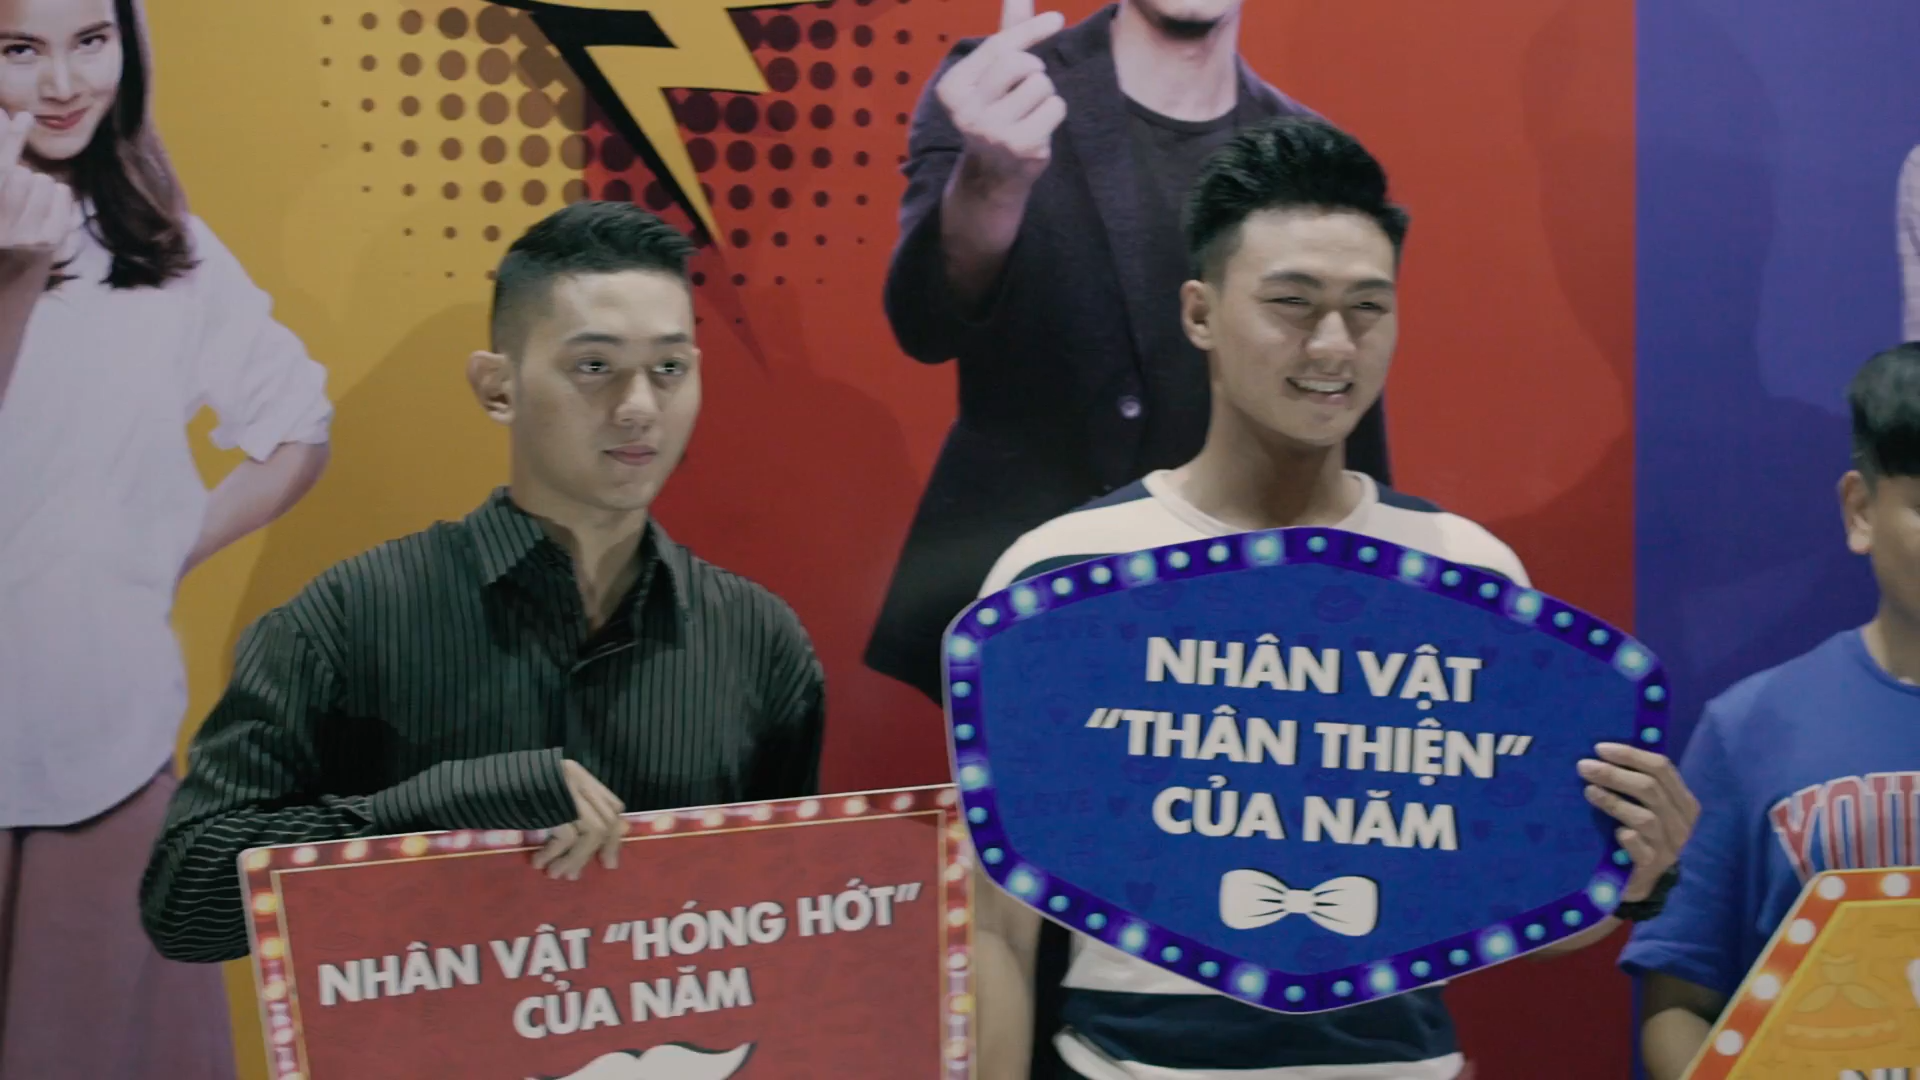 NHÂN VẬT “HÓNG HỚT”
CỦA NĂM
NHÂN VẬT
“THÂN THIỆN”
CỦA NĂM